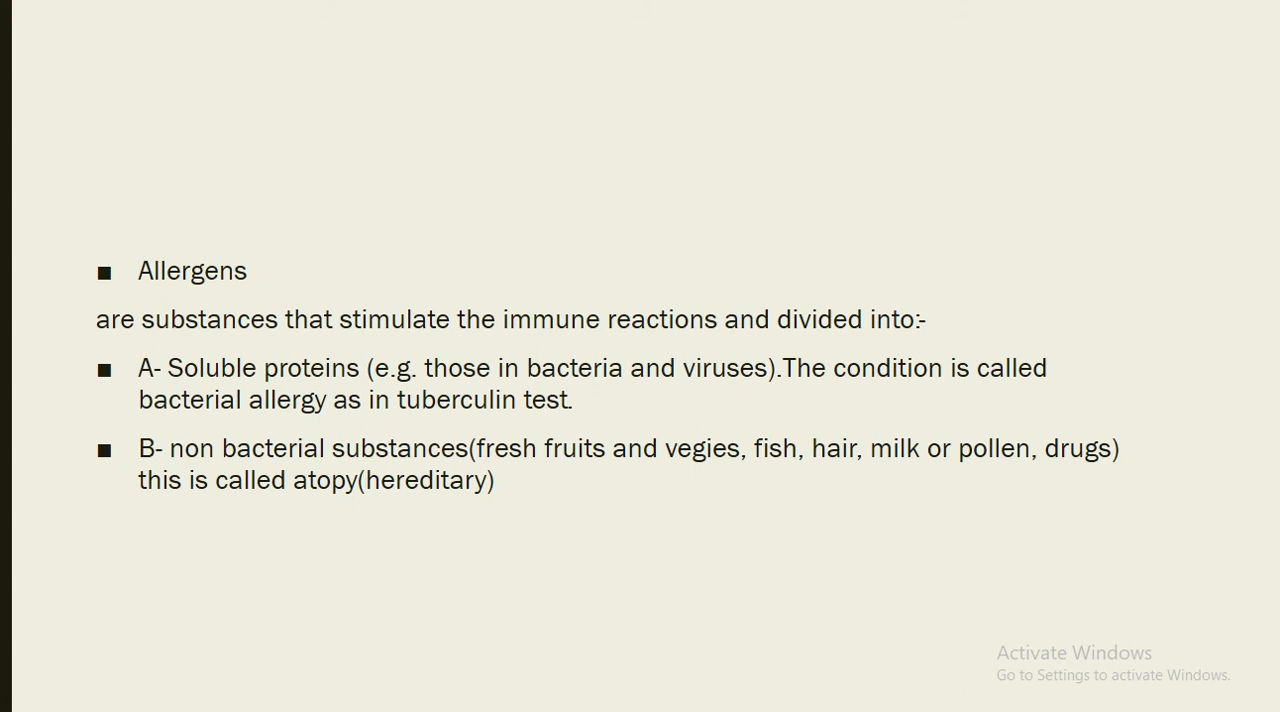 ▪ Allergens
are substances that stimulate the immune reactions and divided into:-
▪ A- Soluble proteins (e.g. those in bacteria and viruses).The condition is called
bacterial allergy as in tuberculin test.
▪ B- non bacterial substances(fresh fruits and vegies, fish, hair, milk or pollen, drugs)
this is called atopy(hereditary)
Activate Windows
Go to Settings to activate Windows.